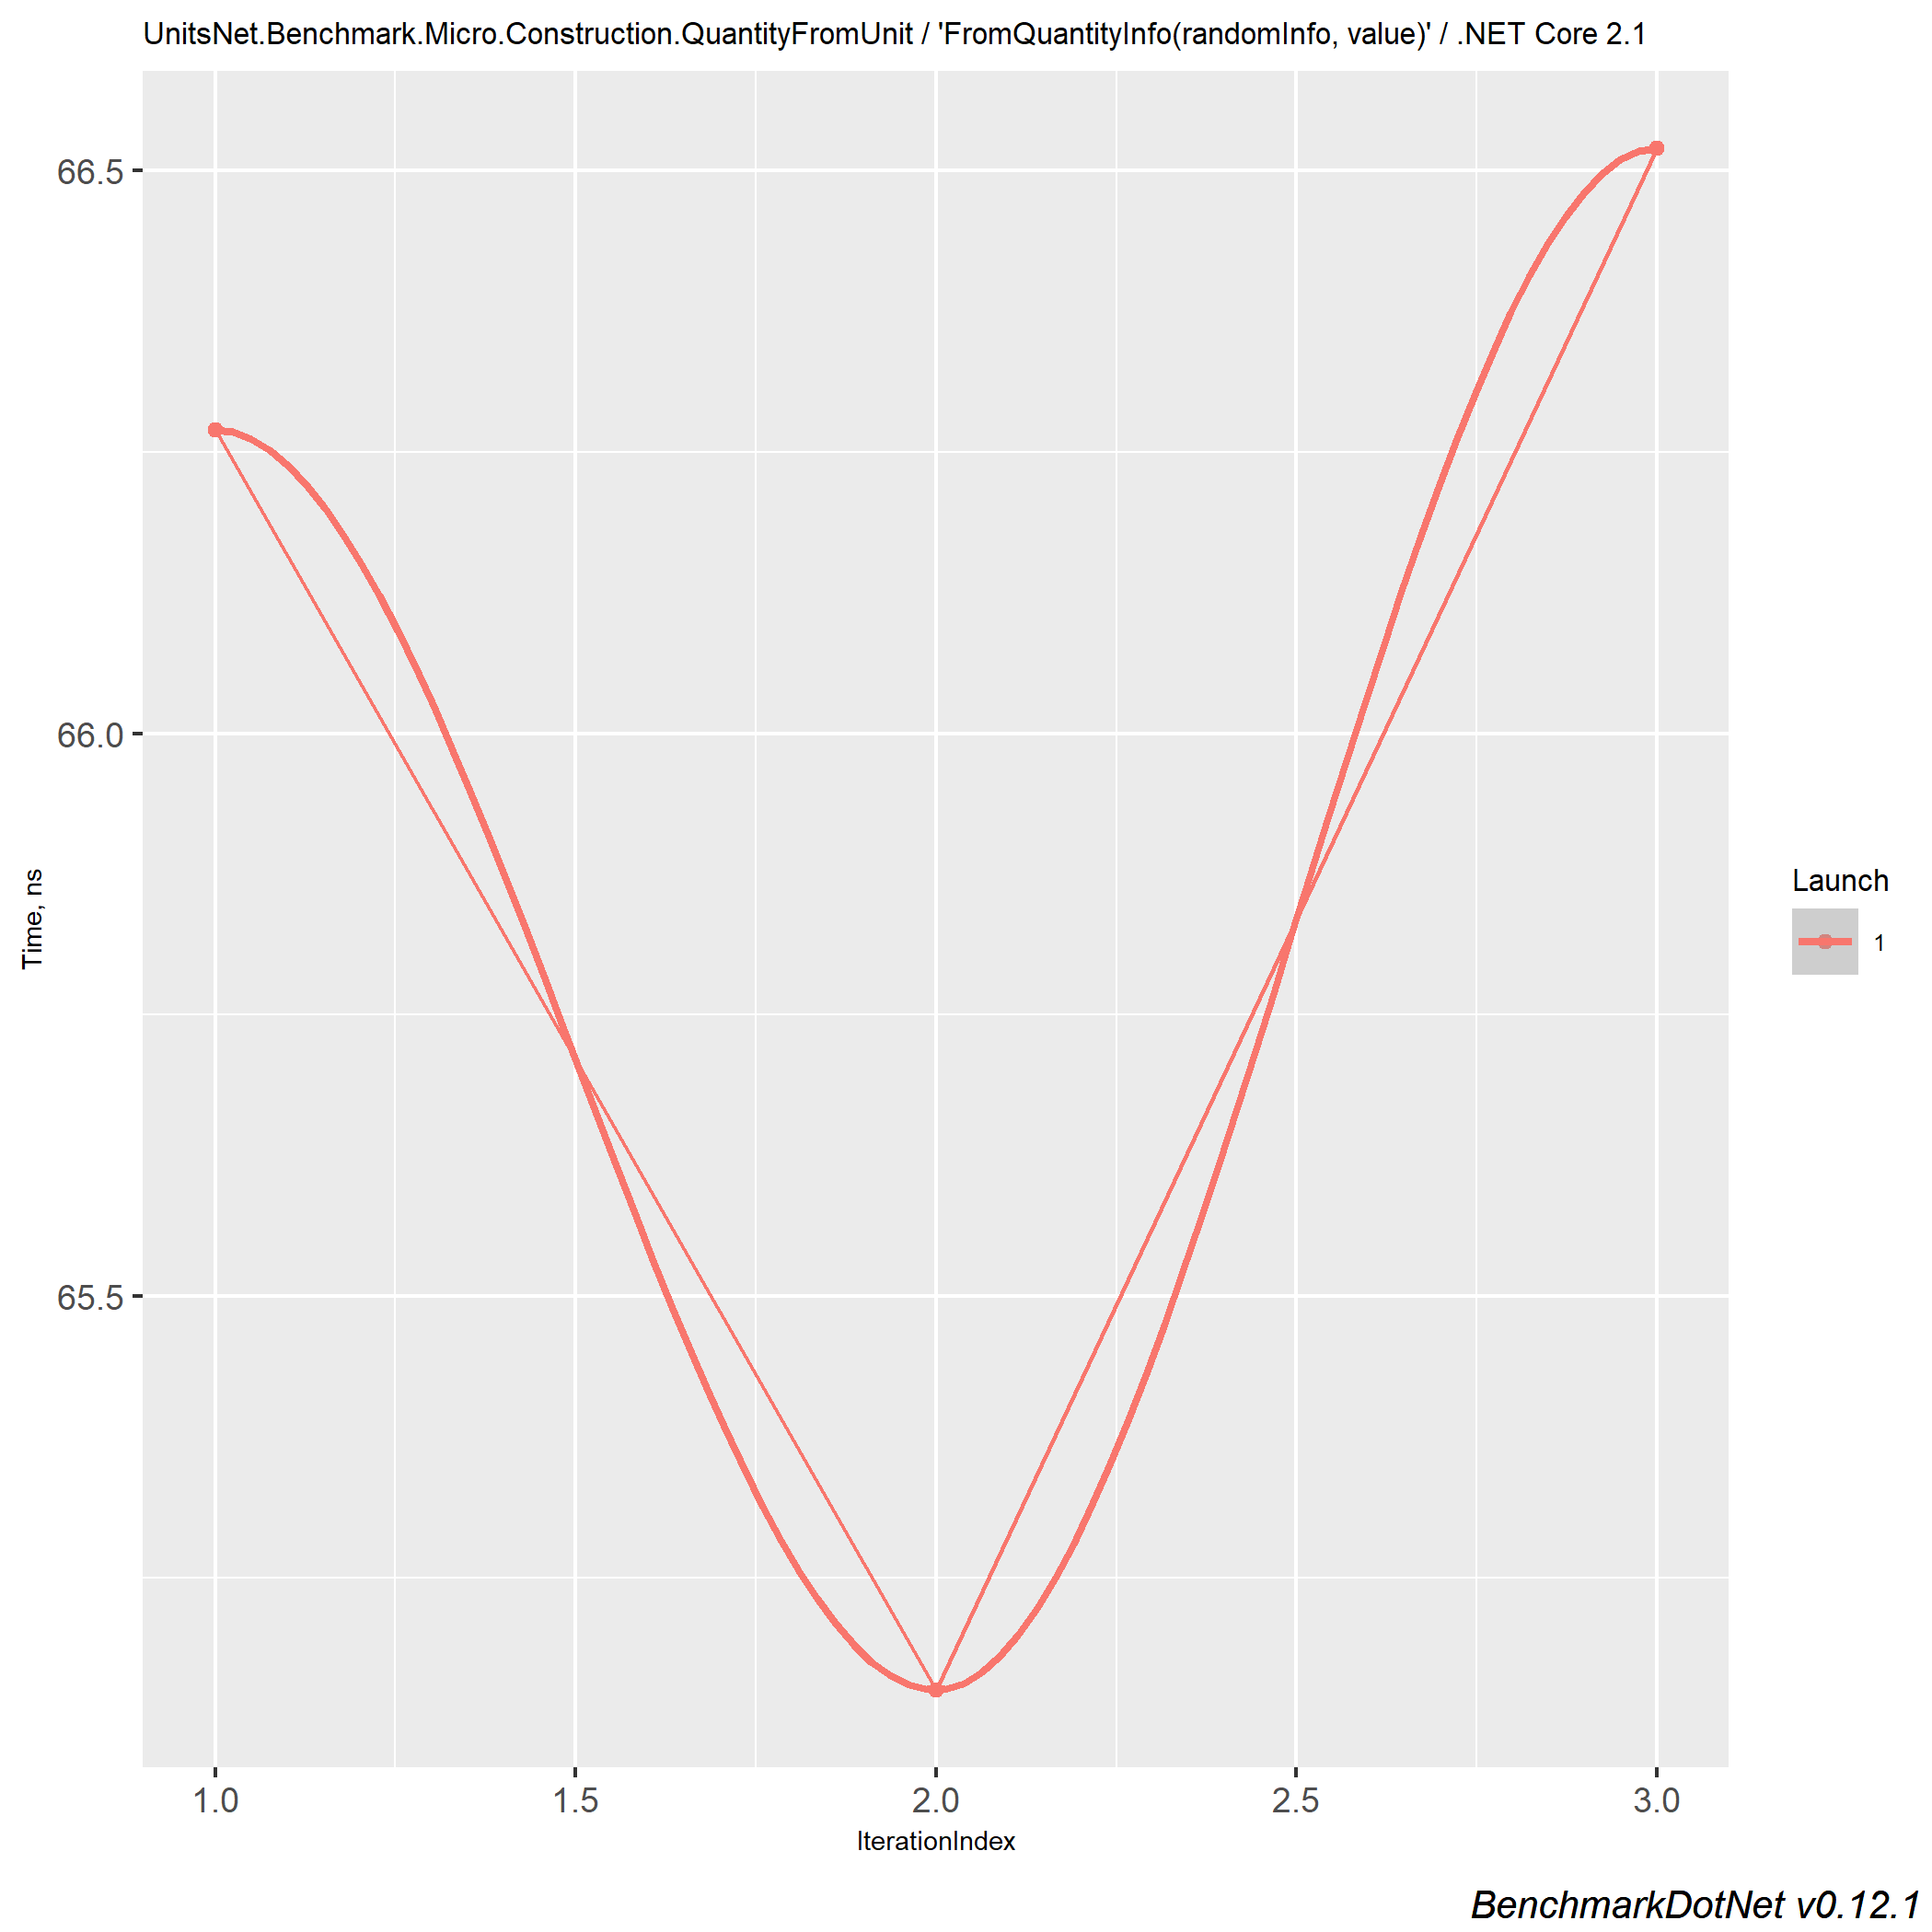 UnitsNet.Benchmark.Micro.Construction.QuantityFromUnit / 'FromQuantityInfo(randomInfo, value)' / .NET Core 2.1
66.5
66.0
65.5
Time, ns
1.0 1.5 2.0 2.5 3.0
IterationIndex
Launch
1
BenchmarkDotNet v0.12.1